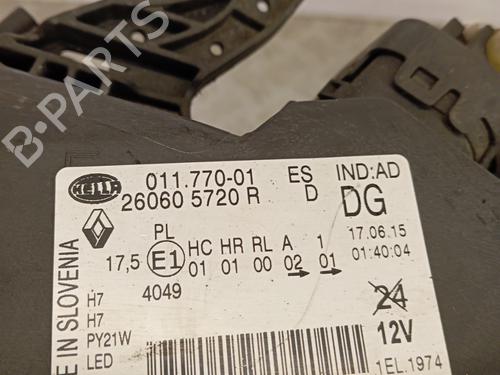 B-PARTS
HELLA
011.770-01 ES IND:AD
26060 5720 R D DG
PL 17.06.15
17,5 E1 HC HR RL A 1 01:40:04
01 01 00 02 01
4049
H7
H7
PY21W
LED
24
12V
1EL.1974
E IN SLOVENIA